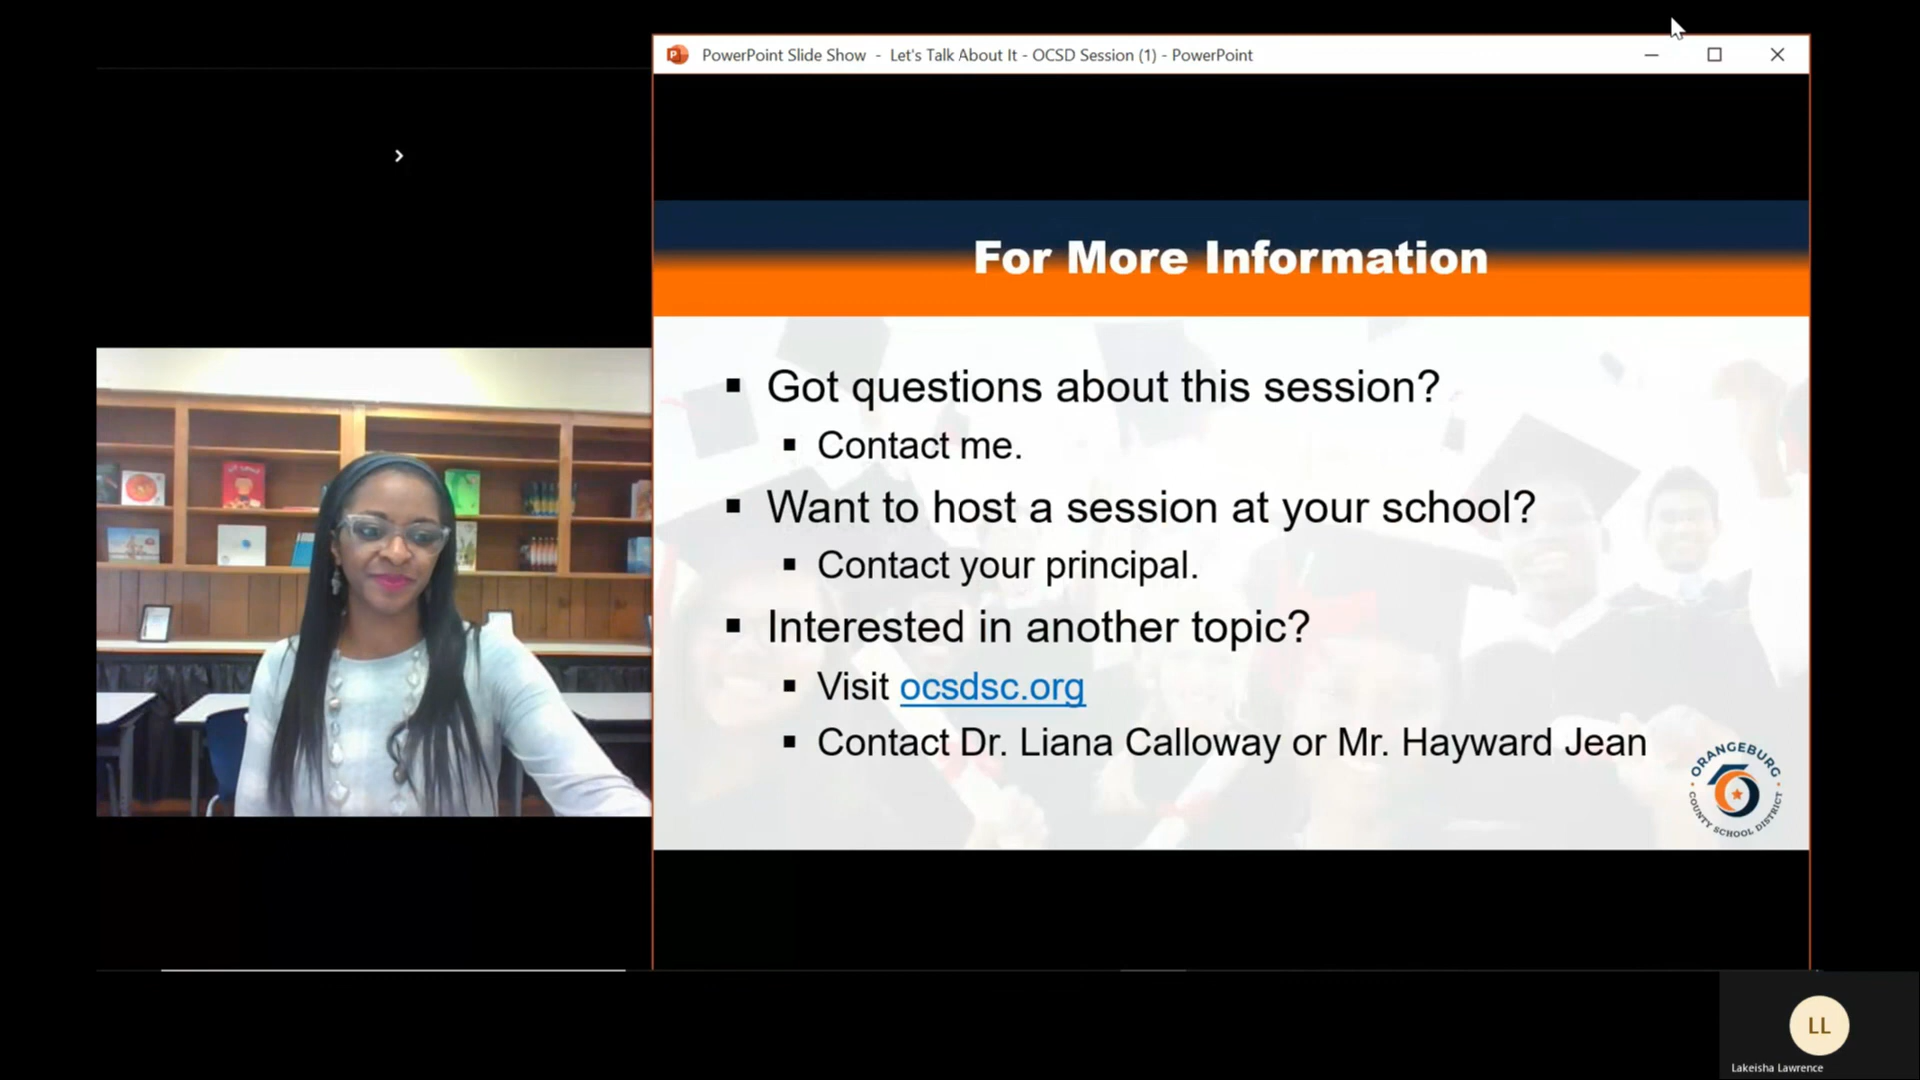 PowerPoint Slide Show - Let's Talk About It - OCSD Session (1) - PowerPoint
For More Information
▪ Got questions about this session?
▪ Contact me.
▪ Want to host a session at your school?
▪ Contact your principal.
▪ Interested in another topic?
▪ Visit ocsdsc.org
▪ Contact Dr. Liana Calloway or Mr. Hayward Jean
ORANGEBURG
COUNTY SCHOOL DISTRICT
LL
Lakeisha Lawrence